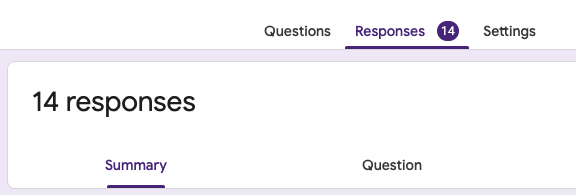 Questions Responses 14 Settings
14 responses
Summary Question